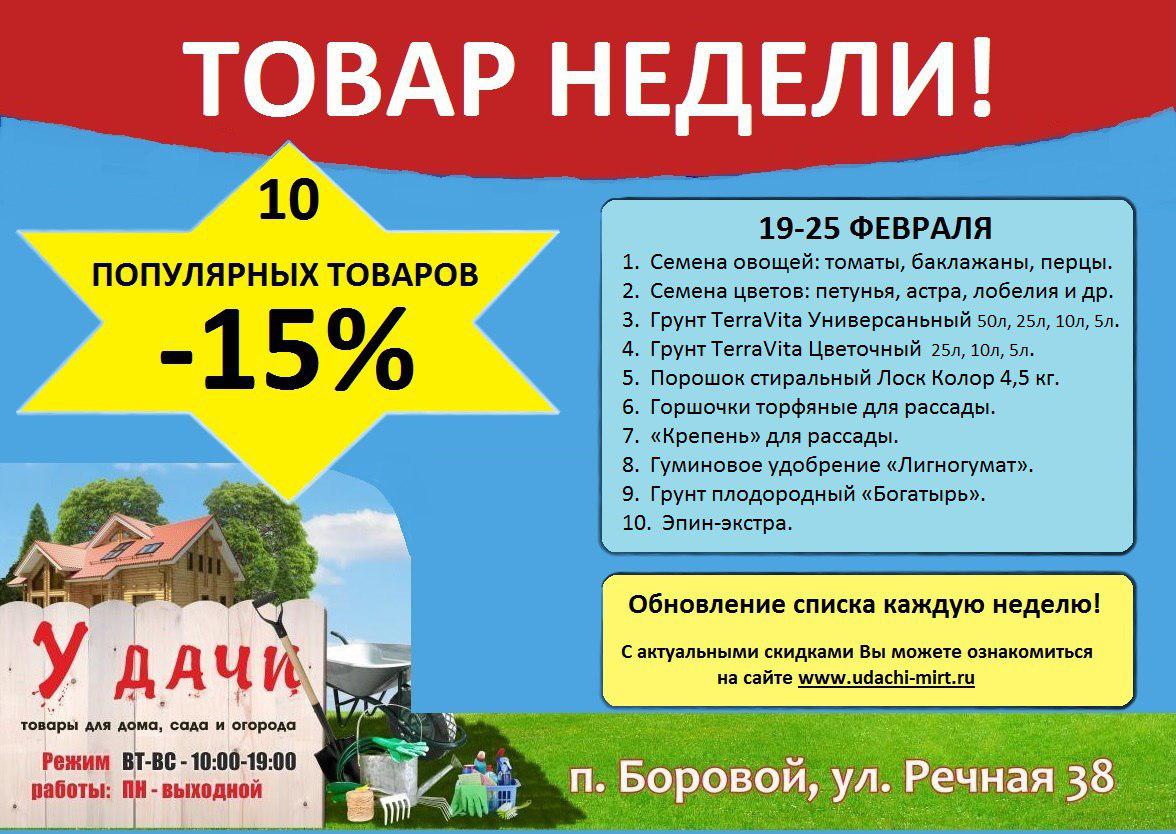 ТОВАР НЕДЕЛИ!
10
ПОПУЛЯРНЫХ ТОВАРОВ
-15%
19-25 ФЕВРАЛЯ
1. Семена овощей: томаты, баклажаны, перцы.
2. Семена цветов: петунья, астра, лобелия и др.
3. Грунт TerraVita Универсаньный 50л, 25л, 10л, 5л.
4. Грунт TerraVita Цветочный 25л, 10л, 5л.
5. Порошок стиральный Лоск Колор 4,5 кг.
6. Горшочки торфяные для рассады.
7. «Крепень» для рассады.
8. Гуминовое удобрение «Лигногумат».
9. Грунт плодородный «Богатырь».
10. Эпин-экстра.
Обновление списка каждую неделю!
С актуальными скидками Вы можете ознакомиться
на сайте www.udachi-mirt.ru
У дачи
товары для дома, сада и огорода
Режим ВТ-ВС - 10:00-19:00
работы: ПН - выходной
п. Боровой, ул. Речная 38